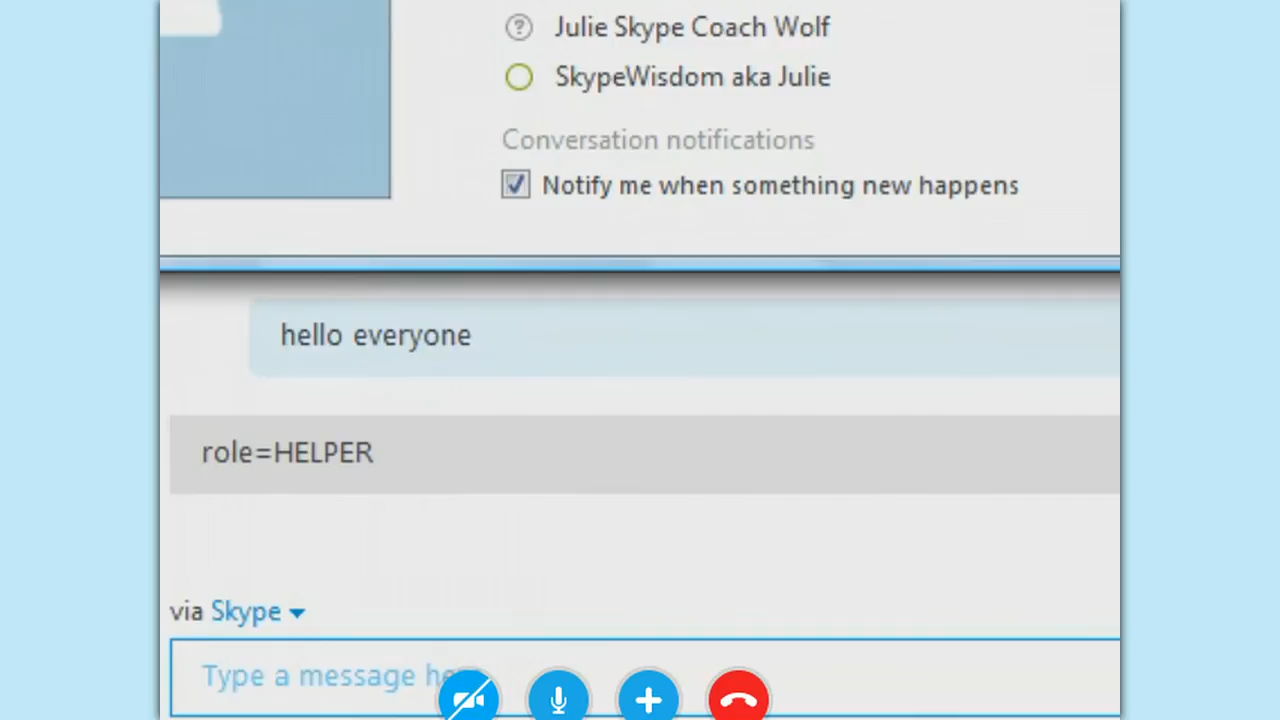 Julie Skype Coach Wolf
SkypeWisdom aka Julie
Conversation notifications
Notify me when something new happens
hello everyone
role=HELPER
via Skype
Type a message